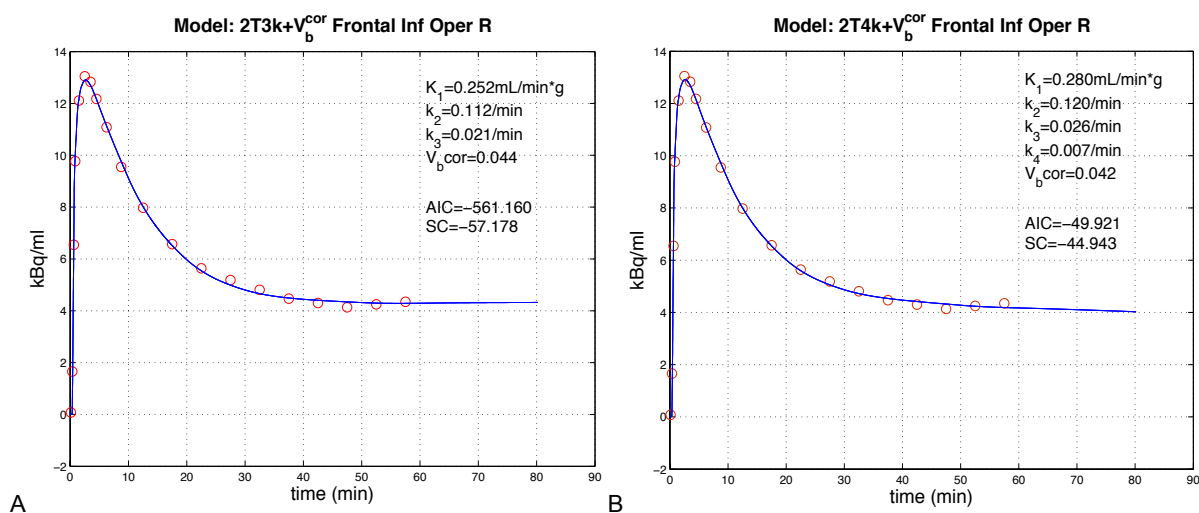 Model: 2T3k+V_b^cor Frontal Inf Oper R
14
12
10
8
6
4
2
0
−2
kBq/ml
K_1=0.252mL/min*g
k_2=0.112/min
k_3=0.021/min
V_bcor=0.044
AIC=−561.160
SC=−57.178
0 10 20 30 40 50 60 70 80 90
time (min)
A
Model: 2T4k+V_b^cor Frontal Inf Oper R
14
12
10
8
6
4
2
0
−2
kBq/ml
K_1=0.280mL/min*g
k_2=0.120/min
k_3=0.026/min
k_4=0.007/min
V_bcor=0.042
AIC=−49.921
SC=−44.943
0 10 20 30 40 50 60 70 80 90
time (min)
B